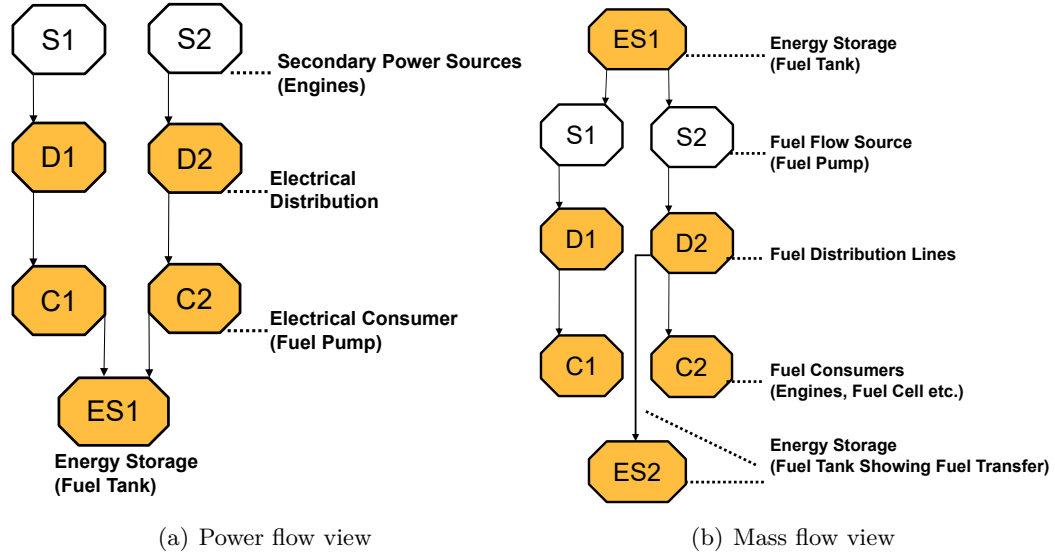 S1
S2
Secondary Power Sources
(Engines)
D1
D2
Electrical
Distribution
C1
C2
Electrical Consumer
(Fuel Pump)
ES1
Energy Storage
(Fuel Tank)
(a) Power flow view
ES1
Energy Storage
(Fuel Tank)
S1
S2
Fuel Flow Source
(Fuel Pump)
D1
D2
Fuel Distribution Lines
C1
C2
Fuel Consumers
(Engines, Fuel Cell etc.)
Energy Storage
(Fuel Tank Showing Fuel Transfer)
ES2
(b) Mass flow view